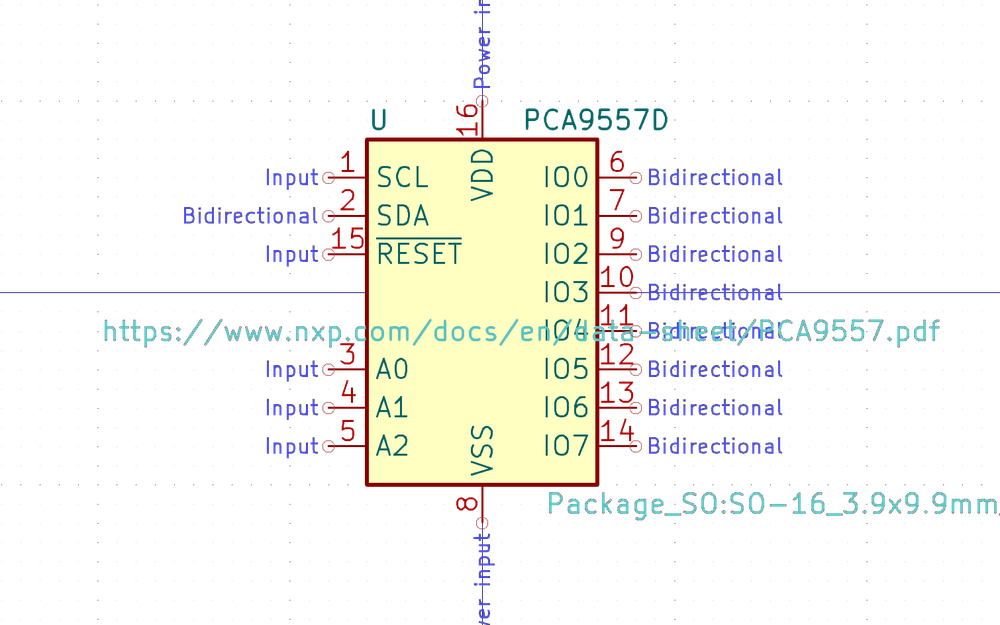 Power in
16
U PCA9557D
VDD
Input 1 SCL IO0 6 Bidirectional
Bidirectional 2 SDA IO1 7 Bidirectional
Input 15 RESET IO2 9 Bidirectional
IO3 10 Bidirectional
IO4 11 Bidirectional
https://www.nxp.com/docs/en/data-sheet/PCA9557.pdf
Input 3 A0 IO5 12 Bidirectional
Input 4 A1 IO6 13 Bidirectional
Input 5 A2 IO7 14 Bidirectional
VSS
8
Package_SO:SO-16_3.9x9.9mm_
wer input